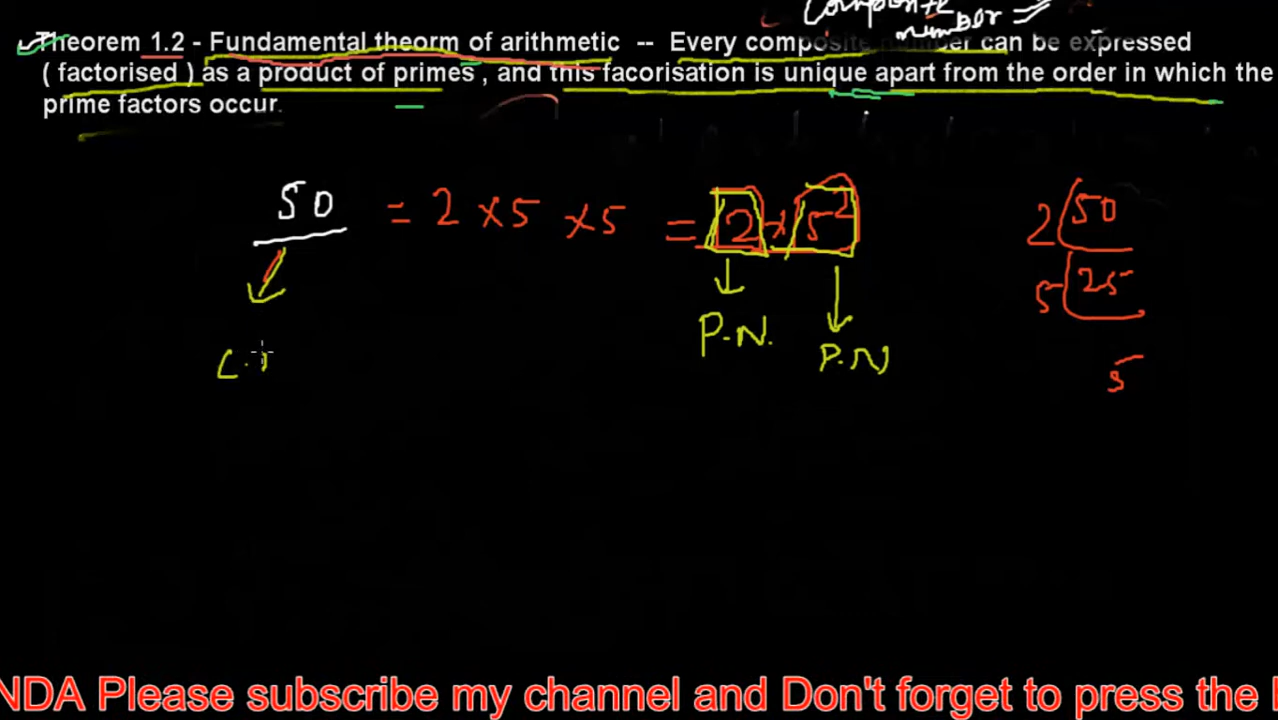 Composite
number
Theorem 1.2 - Fundamental theorm of arithmetic -- Every composite number can be expressed
( factorised ) as a product of primes , and this facorisation is unique apart from the order in which the
prime factors occur.
50 = 2 × 5 × 5 = 2 × 5² 2 50
5 25
5
P.N. P.N
C.
NDA Please subscribe my channel and Don't forget to press the